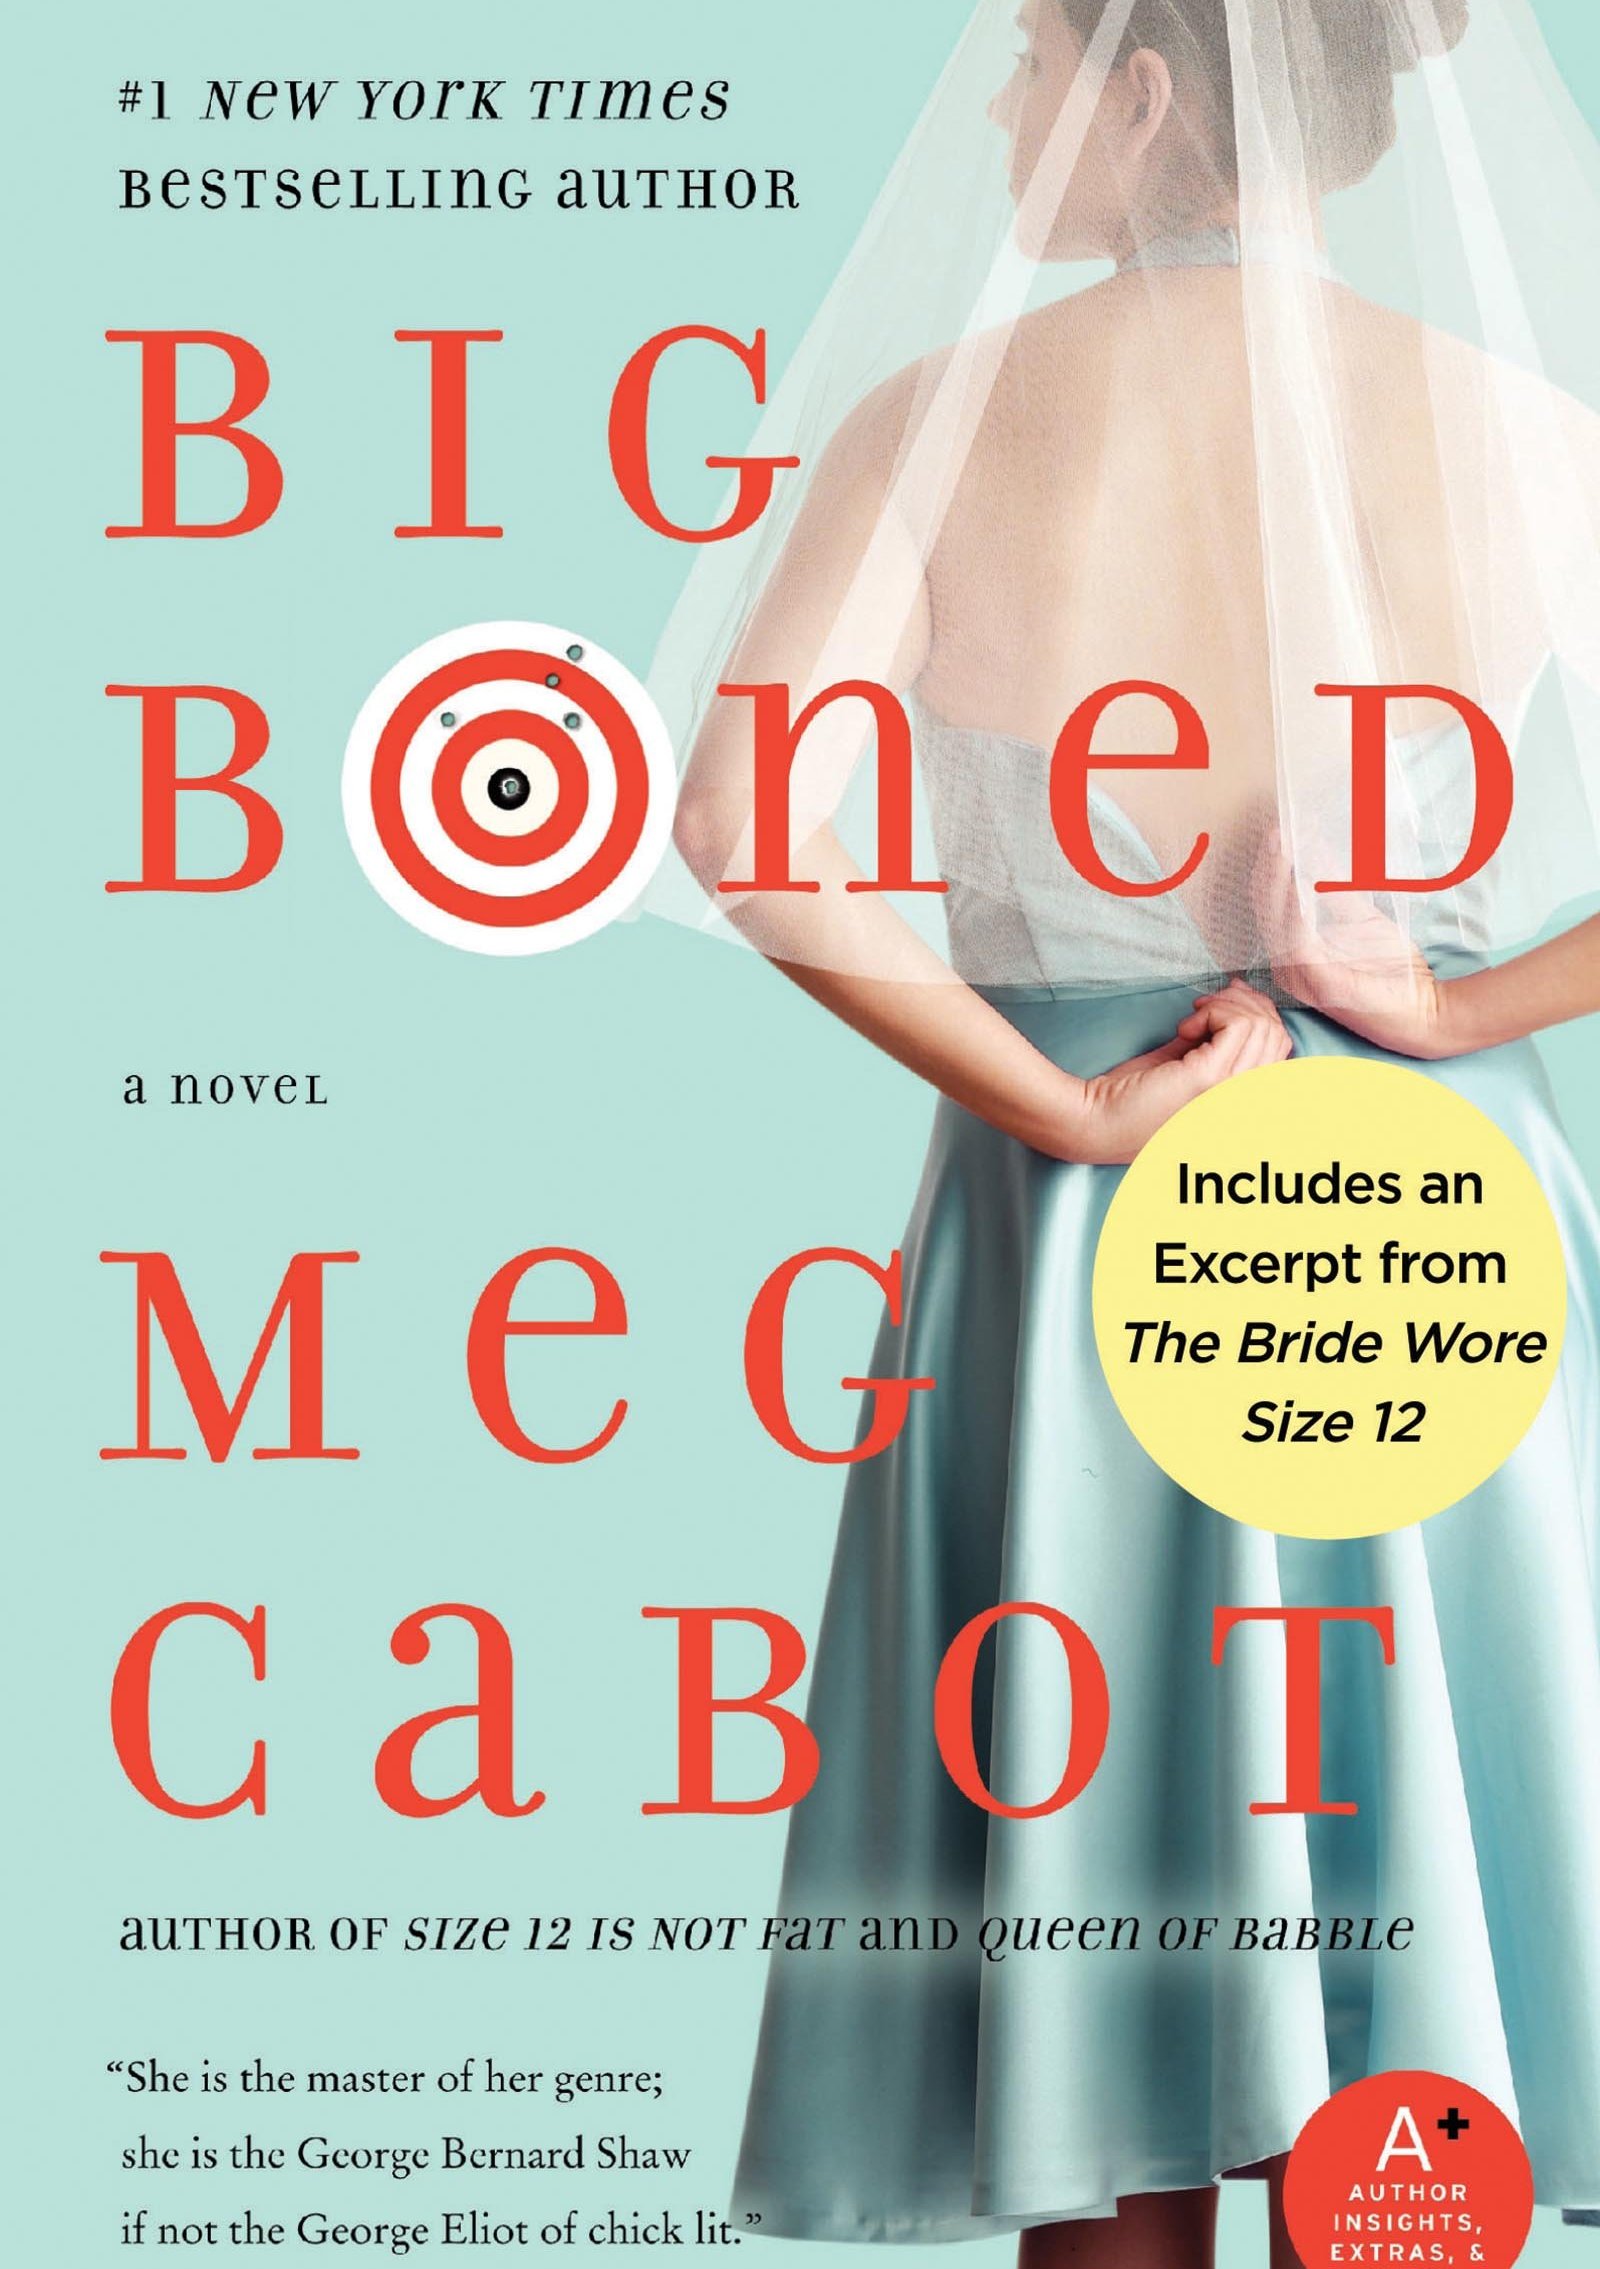 #1 New York Times
Bestselling Author
BIG
BONED
a novel
Includes an
Excerpt from
The Bride Wore
Size 12
MEG
CABOT
Author of Size 12 Is Not Fat and Queen of Babble
“She is the master of her genre;
she is the George Bernard Shaw
if not the George Eliot of chick lit.”
A+
AUTHOR
INSIGHTS,
EXTRAS, &